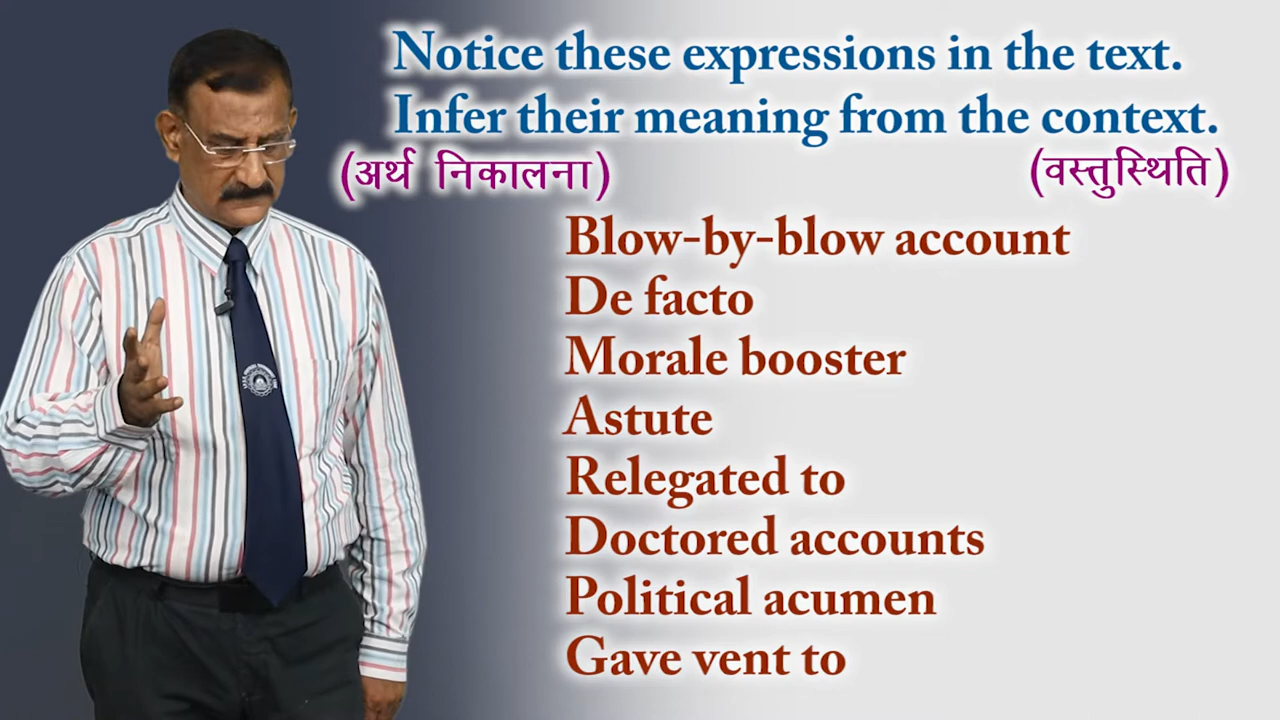 Notice these expressions in the text.
Infer their meaning from the context.
(अर्थ निकालना) (वस्तुस्थिति)
Blow-by-blow account
De facto
Morale booster
Astute
Relegated to
Doctored accounts
Political acumen
Gave vent to